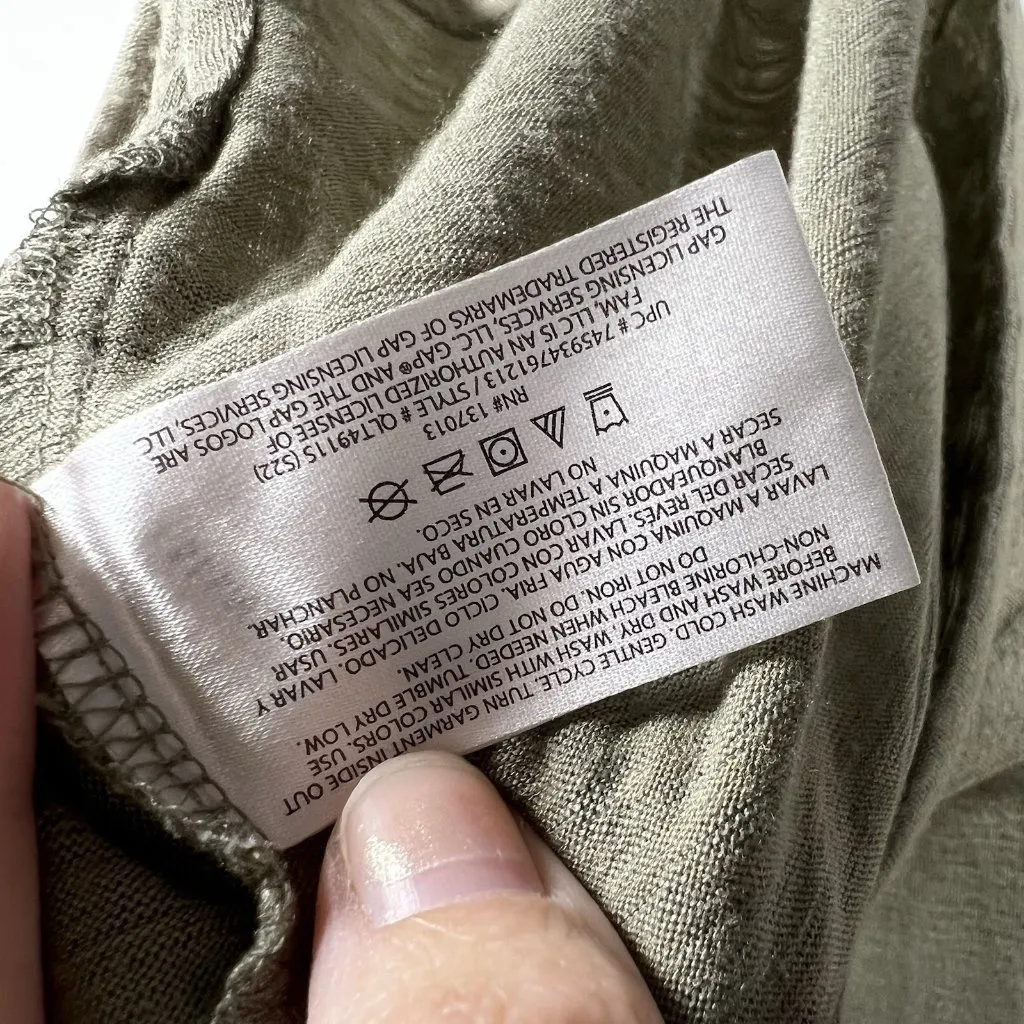 MACHINE WASH COLD. GENTLE CYCLE. TURN GARMENT INSIDE OUT
BEFORE WASH AND DRY. WASH WITH SIMILAR COLORS. USE
NON-CHLORINE BLEACH WHEN NEEDED. TUMBLE DRY LOW.
DO NOT IRON. DO NOT DRY CLEAN.
LAVAR A MAQUINA CON AGUA FRIA. CICLO DELICADO. LAVAR Y
SECAR DEL REVES. LAVAR CON COLORES SIMILARES. USAR
BLANQUEADOR SIN CLORO CUANDO SEA NECESARIO.
SECAR A MAQUINA A TEMPERATURA BAJA. NO PLANCHAR.
NO LAVAR EN SECO.
RN# 137013
UPC # 745934761213 / STYLE # QLT4911S (S22)
FAM, LLC IS AN AUTHORIZED LICENSEE OF
GAP LICENSING SERVICES, LLC. GAP® AND THE GAP LOGOS ARE
THE REGISTERED TRADEMARKS OF GAP LICENSING SERVICES, LLC